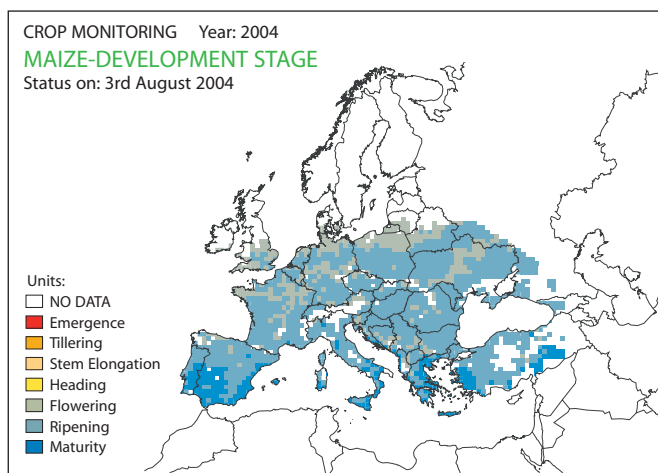 CROP MONITORING Year: 2004
MAIZE-DEVELOPMENT STAGE
Status on: 3rd August 2004
Units:
NO DATA
Emergence
Tillering
Stem Elongation
Heading
Flowering
Ripening
Maturity